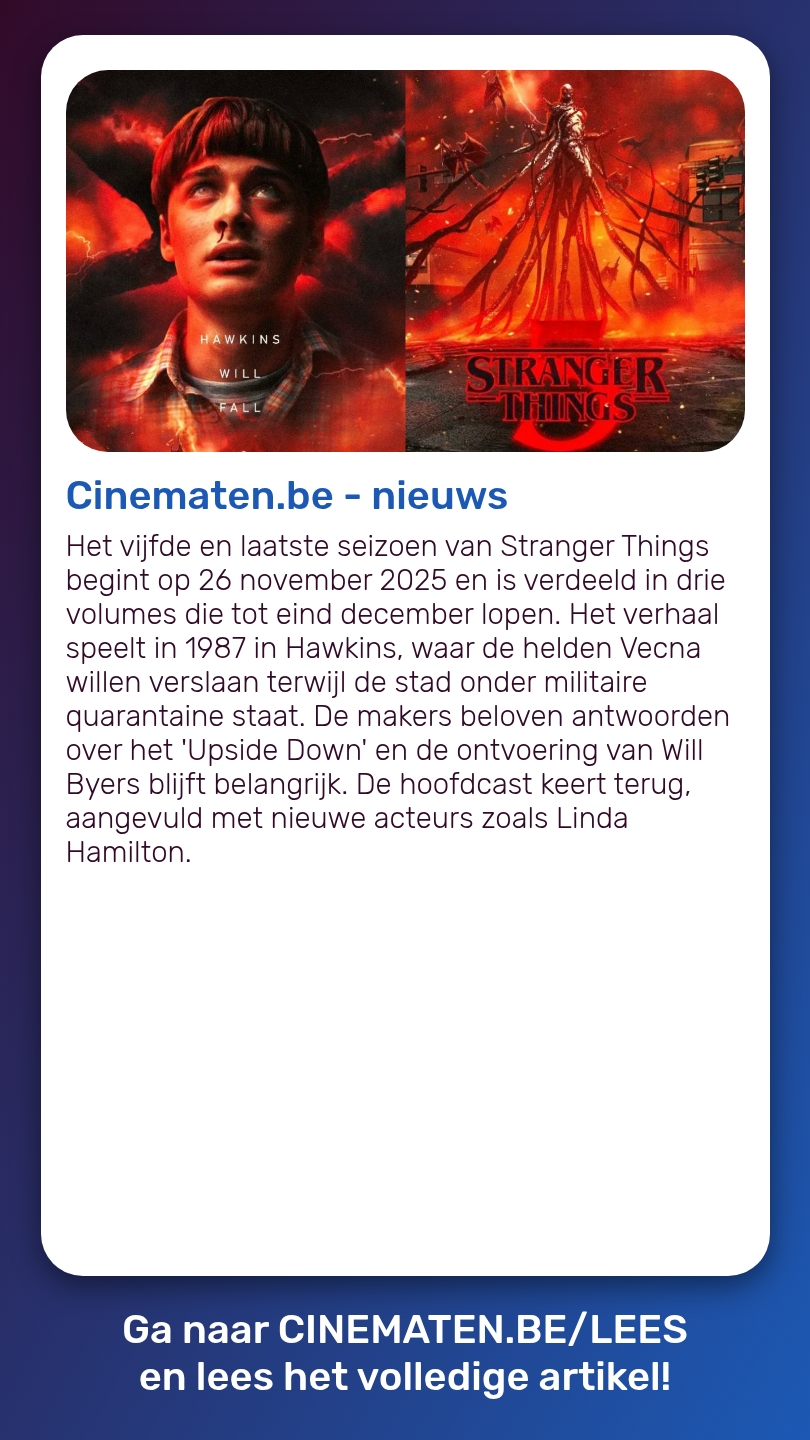 HAWKINS
WILL
FALL
STRANGER
THINGS
5
Cinematen.be - nieuws
Het vijfde en laatste seizoen van Stranger Things
begint op 26 november 2025 en is verdeeld in drie
volumes die tot eind december lopen. Het verhaal
speelt in 1987 in Hawkins, waar de helden Vecna
willen verslaan terwijl de stad onder militaire
quarantaine staat. De makers beloven antwoorden
over het 'Upside Down' en de ontvoering van Will
Byers blijft belangrijk. De hoofdcast keert terug,
aangevuld met nieuwe acteurs zoals Linda
Hamilton.
Ga naar CINEMATEN.BE/LEES
en lees het volledige artikel!